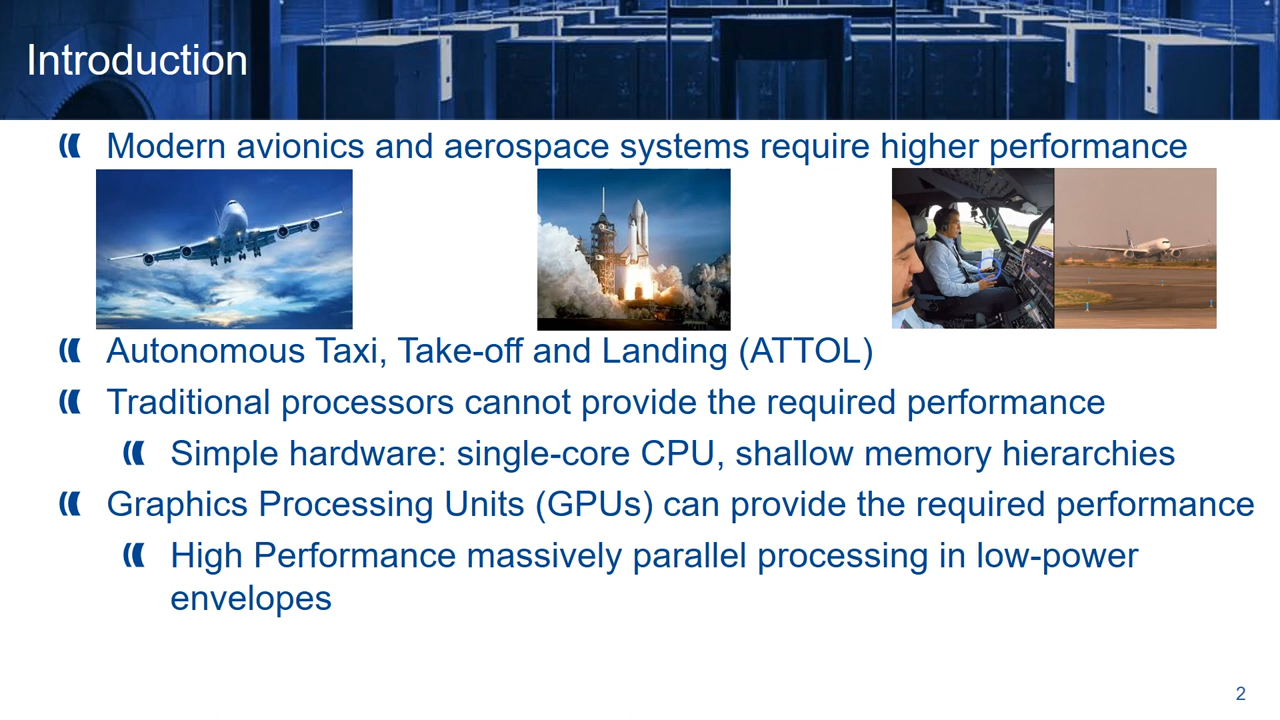 Introduction
Modern avionics and aerospace systems require higher performance
Autonomous Taxi, Take-off and Landing (ATTOL)
Traditional processors cannot provide the required performance
Simple hardware: single-core CPU, shallow memory hierarchies
Graphics Processing Units (GPUs) can provide the required performance
High Performance massively parallel processing in low-power
envelopes
2